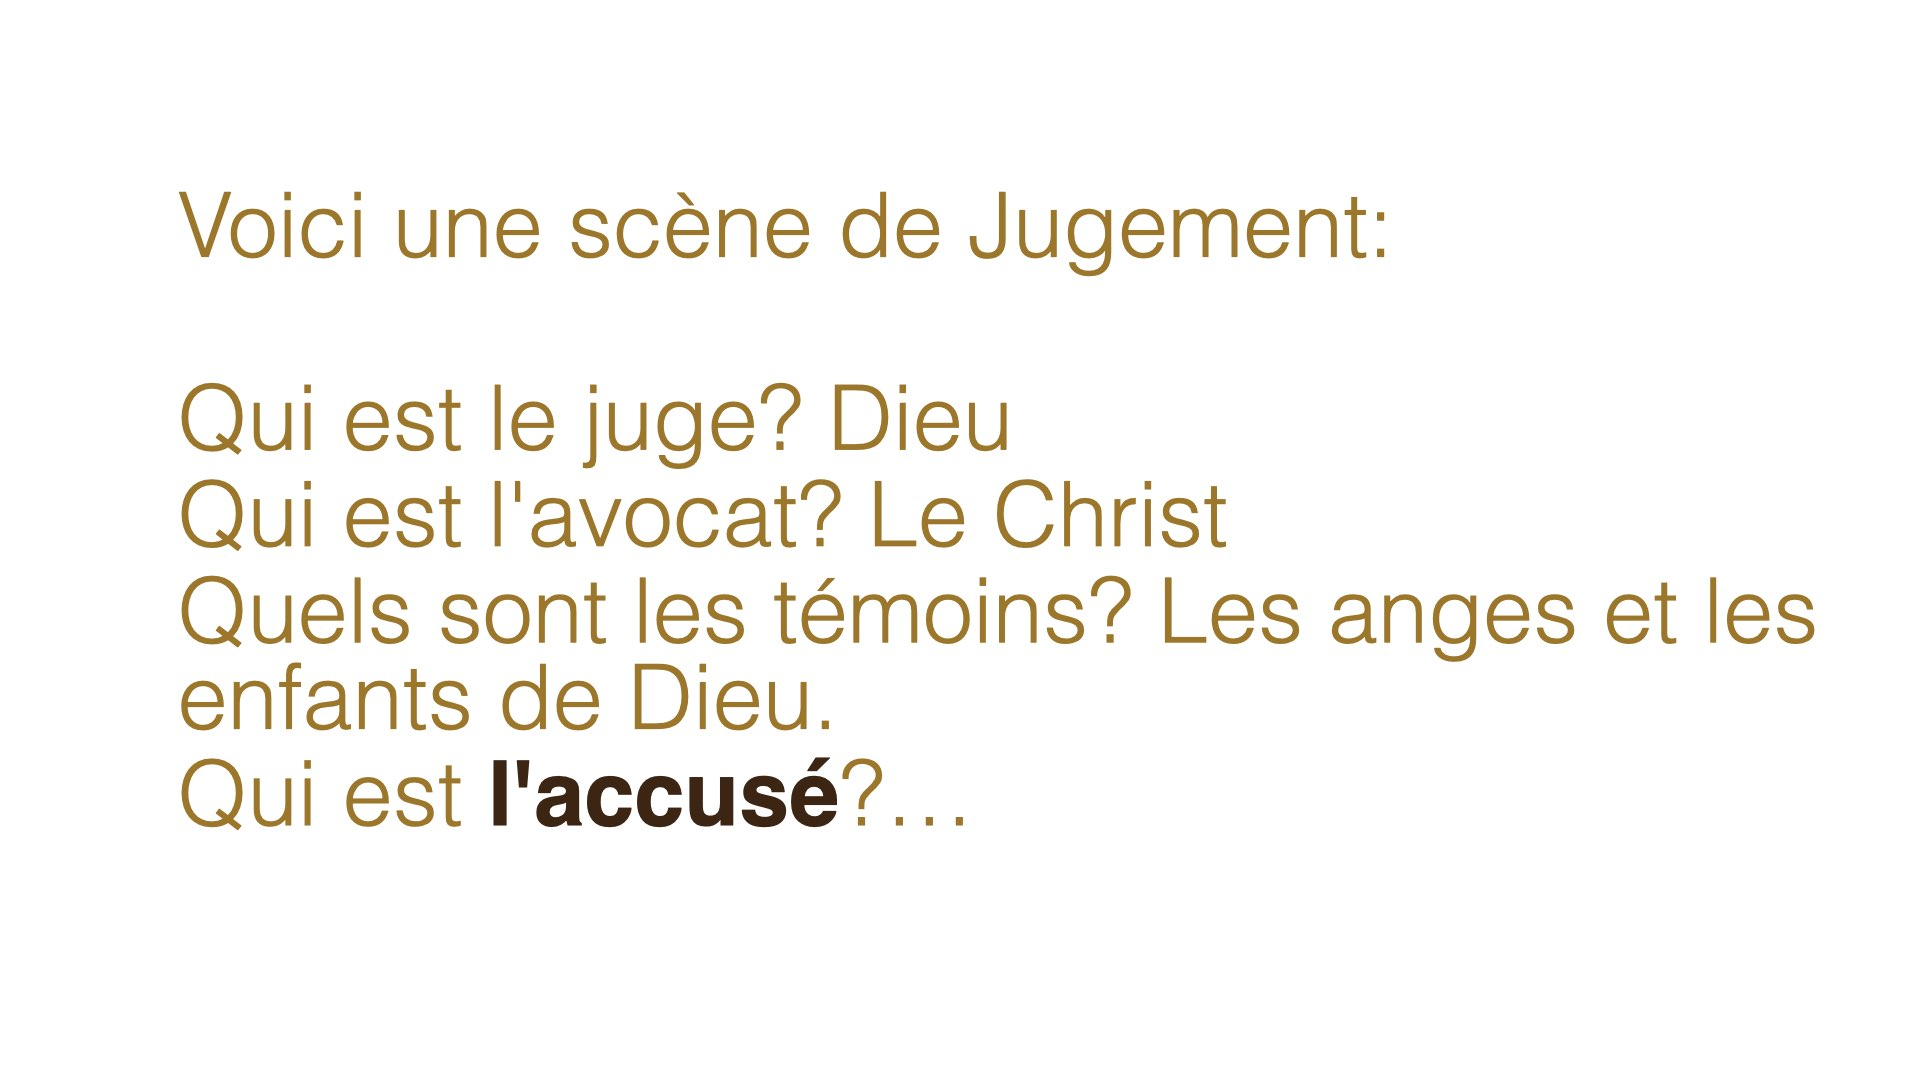 Voici une scène de Jugement:
Qui est le juge? Dieu
Qui est l'avocat? Le Christ
Quels sont les témoins? Les anges et les
enfants de Dieu.
Qui est l'accusé?…